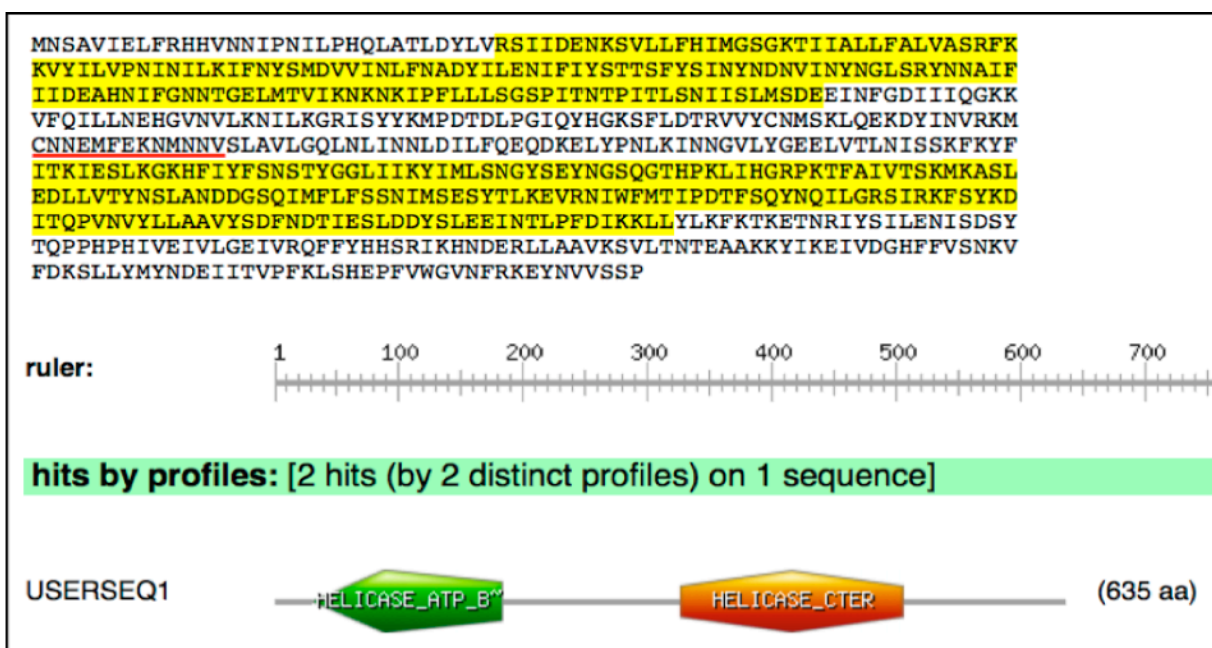 MNSAVIELFRHHVNNIPNILPHQLATLDYLVRSIIDENKSVLLFHIMGSGKTIIALLFALVASRFK
KVYILVPNINILKIFNYSMDVVINLFNADYILENIFIYSTTSFYSINYNDNVINYNGLSRYNNAIF
IIDEAHNIFGNNTGELMTVIKNKNKIPFLLLSGSPITNTPITLSNIISLMSDEEINFGDIIIQGKK
VFQILLNEHGVNVLKNILKGRISYYKMPDTDLPGIQYHGKSFLDTRVVYCNMSKLQEKDYINVRKM
CNNEMFEKNMNNVSLAVLGQLNLINNLDILFQEQDKELYPNLKINNGVLYGEELVTLNISSKFKYF
ITKIESLKGKHFIYFSNSTYGGLIIKYIMLSNGYSEYNGSQGTHPKLIHGRPKTFAIVTSKMKASL
EDLLVTYNSLANDDGSQIMFLFSSNIMSESYTLKEVRNIWFMTIPDTFSQYNQILGRSIRKFSYKD
ITQPVNVYLLAAVYSDFNDTIESLDDYSLEEINTLPFDIKKLLYLKFKTKETNRIYSILENISDSY
TQPPHPHIVEIVLGEIVRQFFYHHSRIKHNDERLLAAVKSVLTNTEAAKKYIKEIVDGHFFVSNKV
FDKSLLYMYNDEIITVPFKLSHEPFVWGVNFRKEYNVVSSP
ruler:
1 100 200 300 400 500 600 700
hits by profiles: [2 hits (by 2 distinct profiles) on 1 sequence]
USERSEQ1 HELICASE_ATP_B~ HELICASE_CTER (635 aa)